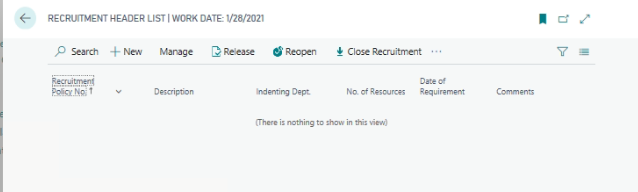 RECRUITMENT HEADER LIST | WORK DATE: 1/28/2021
Search + New Manage Release Reopen Close Recruitment ...
Recruitment Policy No. ↑ Description Indenting Dept. No. of Resources Date of Requirement Comments
(There is nothing to show in this view)